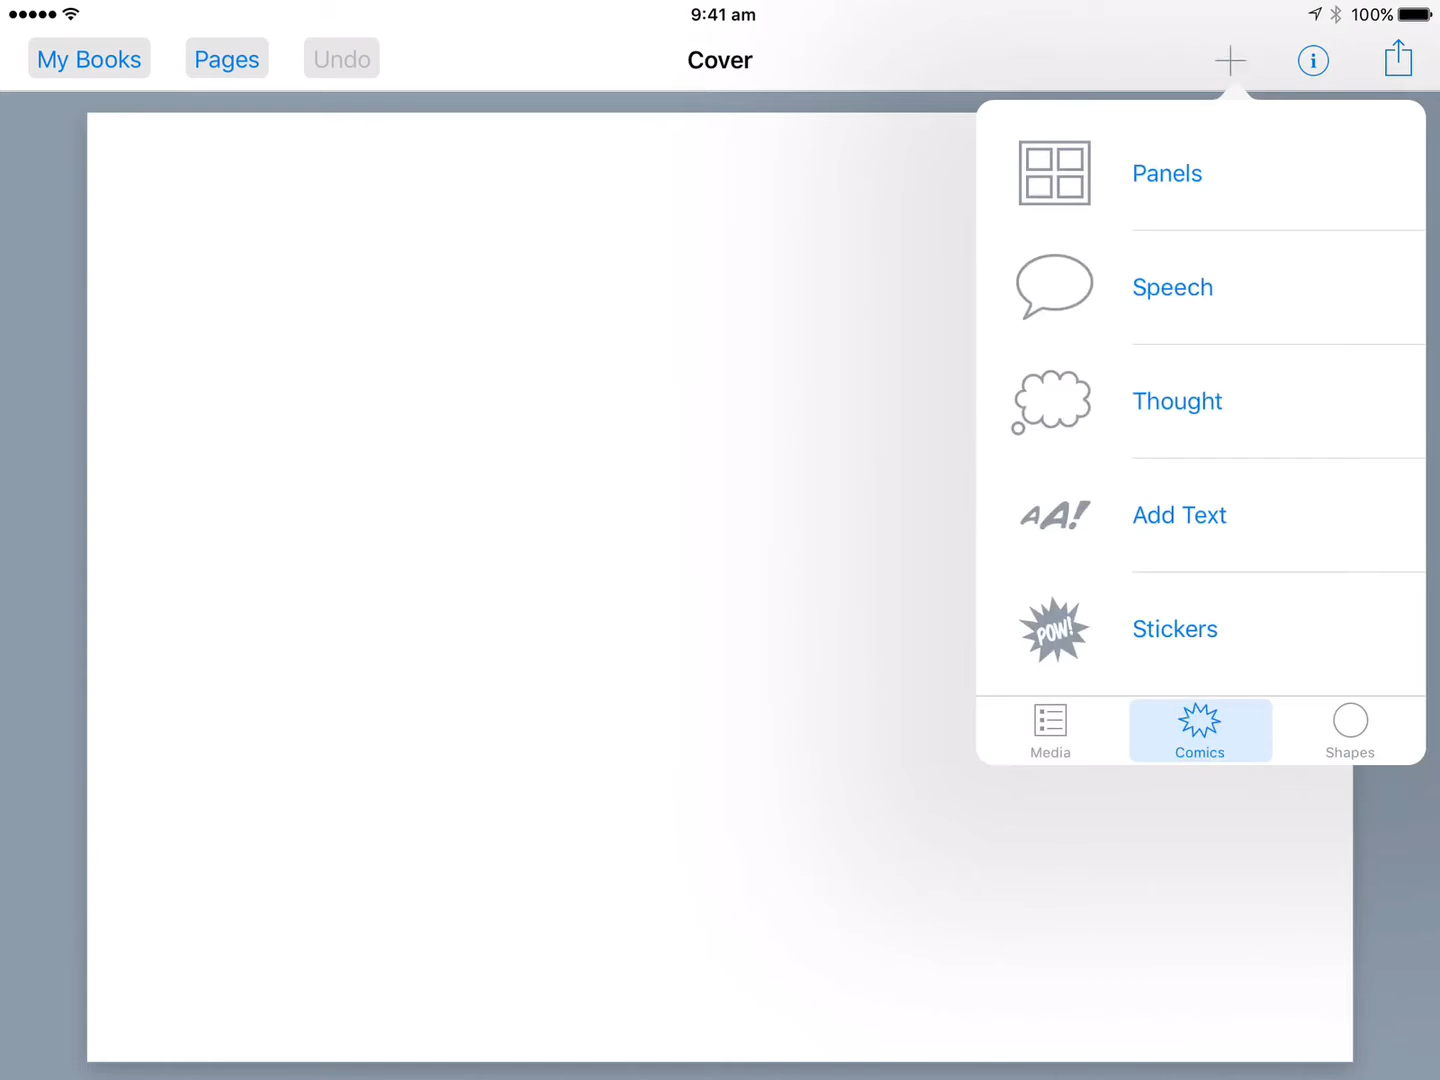 9:41 am
100%
My Books
Pages
Undo
Cover
Panels
Speech
Thought
AA!
Add Text
POW!
Stickers
Media
Comics
Shapes